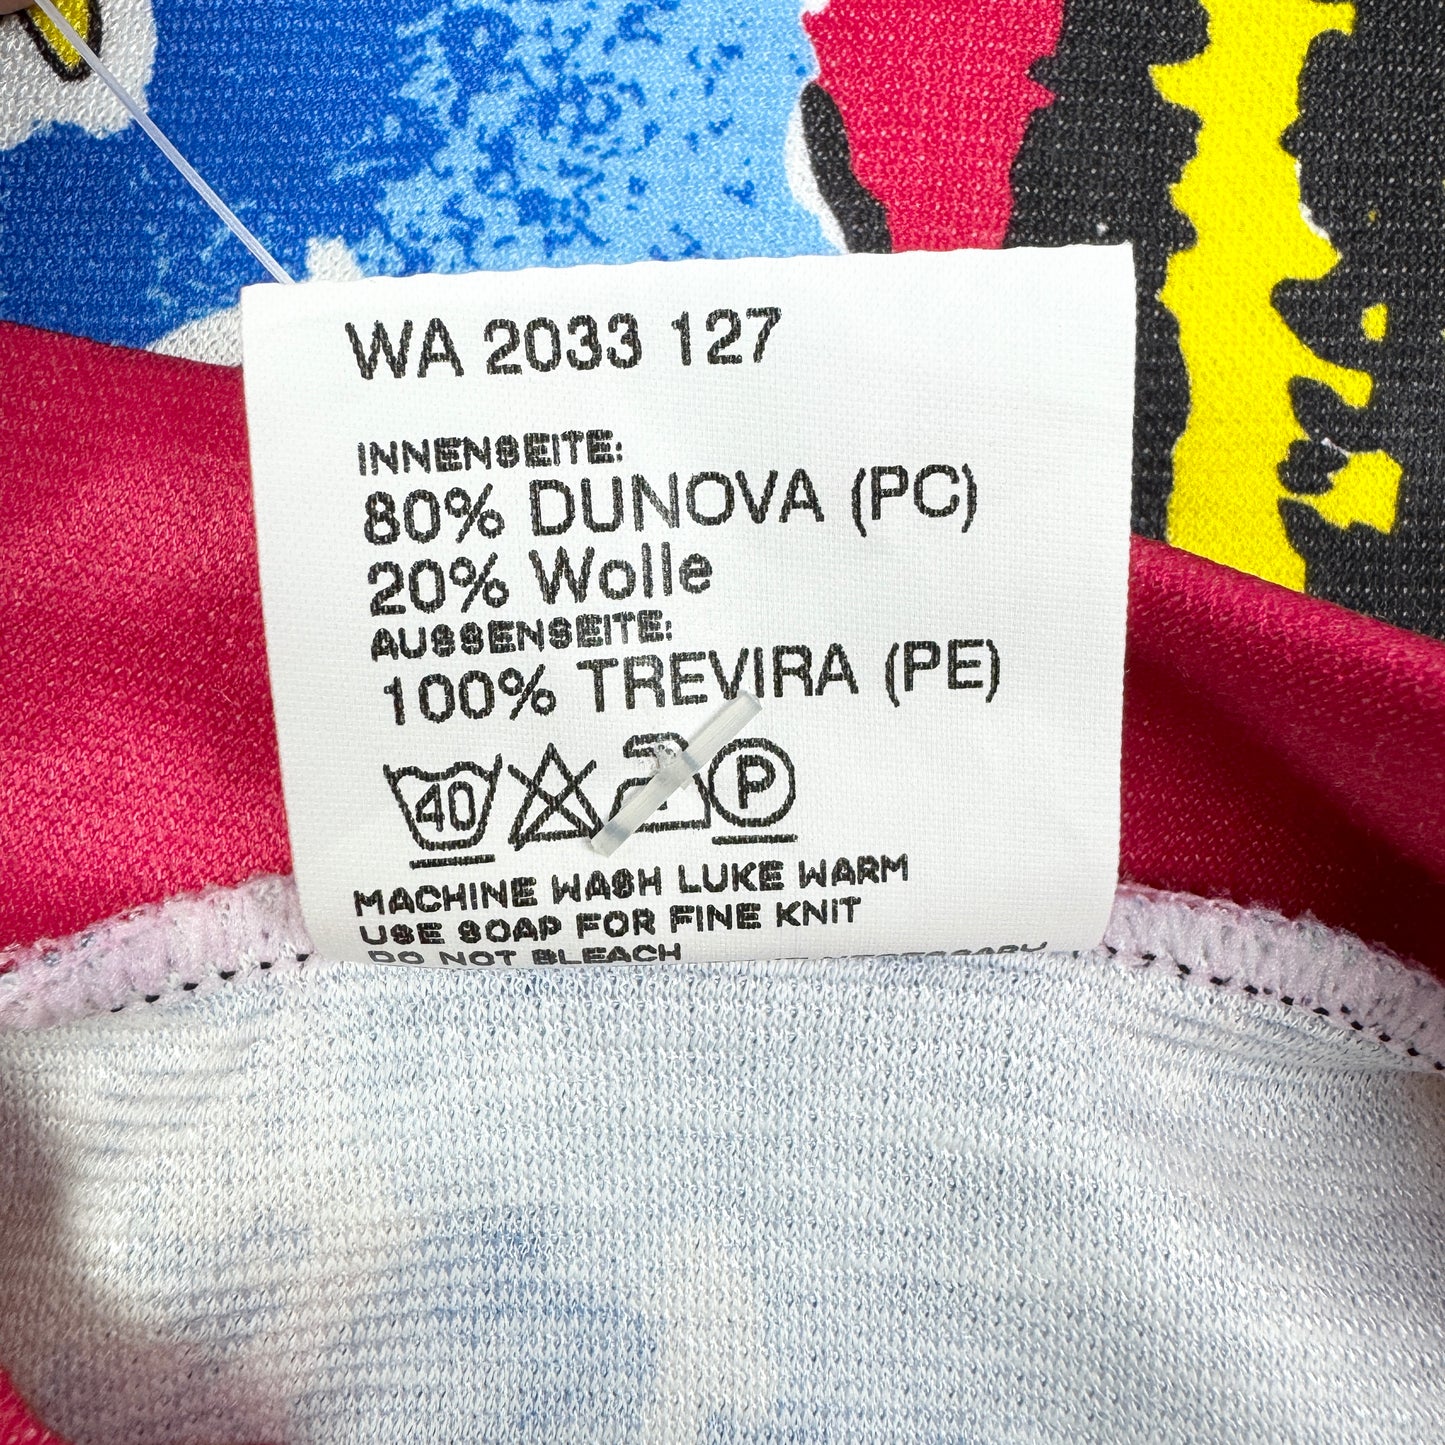 WA 2033 127
INNENSEITE:
80% DUNOVA (PC)
20% Wolle
AUSSENSEITE:
100% TREVIRA (PE)
40 P
MACHINE WASH LUKE WARM
USE SOAP FOR FINE KNIT
DO NOT BLEACH
NECESSARY